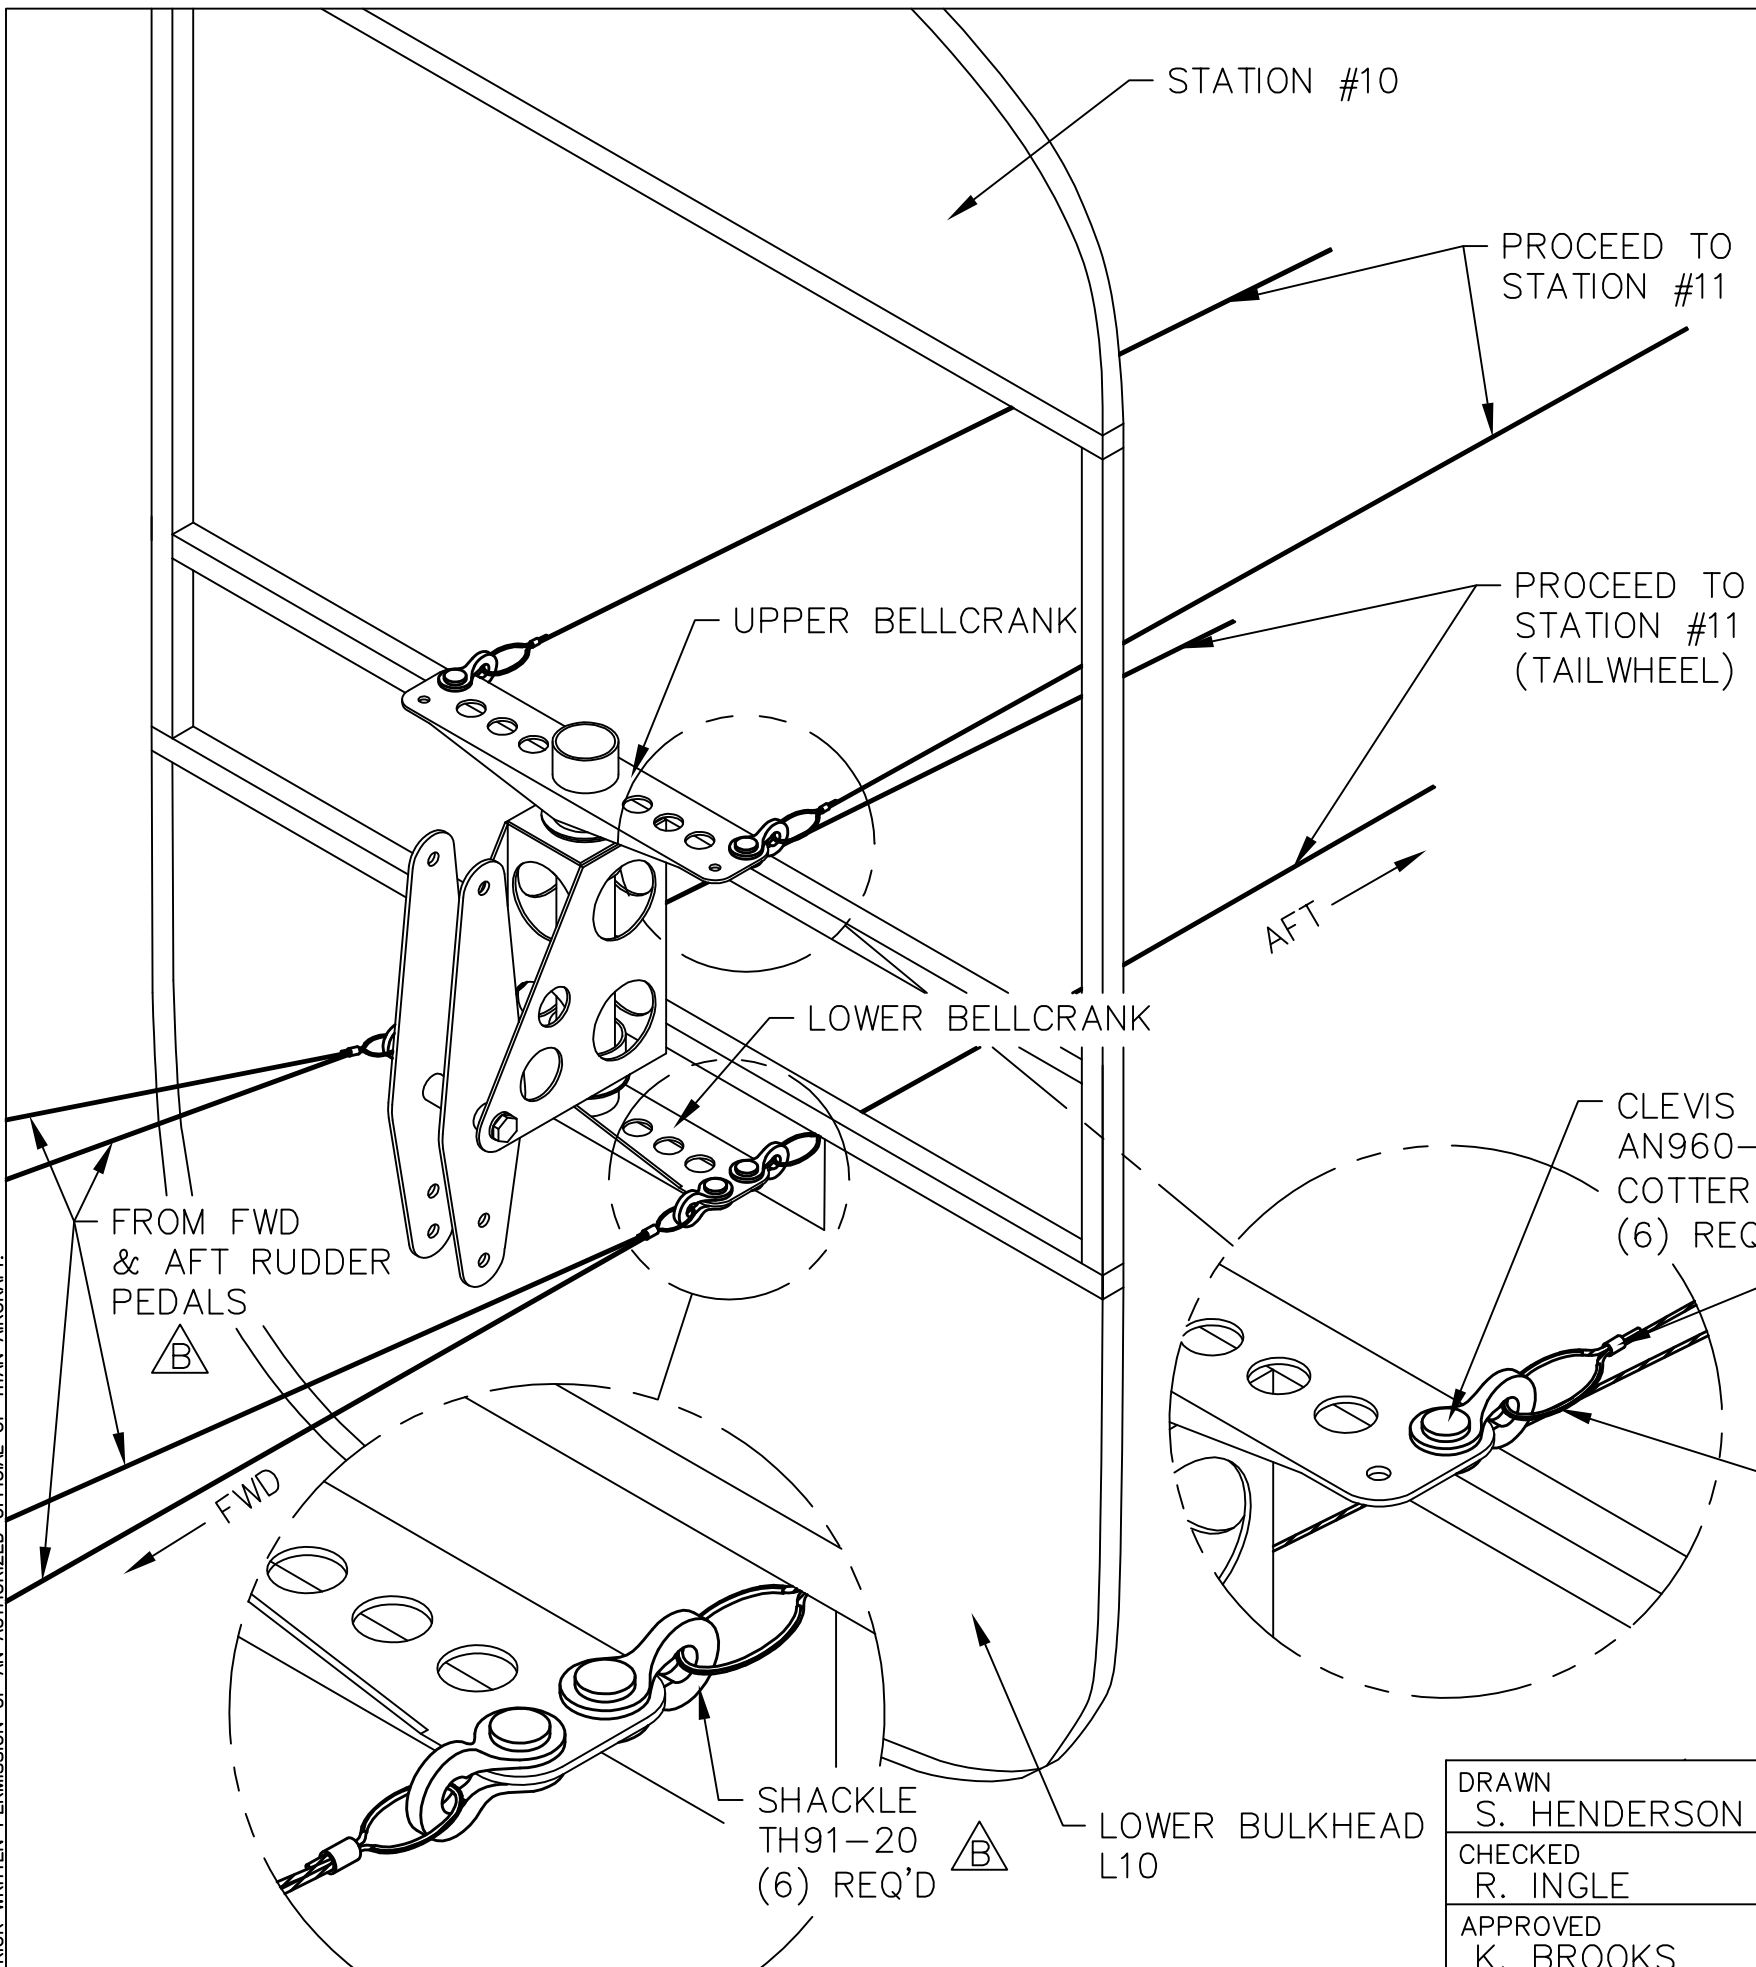 STATION #10
PROCEED TO
STATION #11
UPPER BELLCRANK
PROCEED TO
STATION #11
(TAILWHEEL)
AFT
LOWER BELLCRANK
CLEVIS
AN960-
COTTER
(6) REQ
FROM FWD
& AFT RUDDER
PEDALS
B
FWD
SHACKLE
TH91-20
(6) REQ'D
B
LOWER BULKHEAD
L10
DRAWN
S. HENDERSON
CHECKED
R. INGLE
APPROVED
K. BROOKS